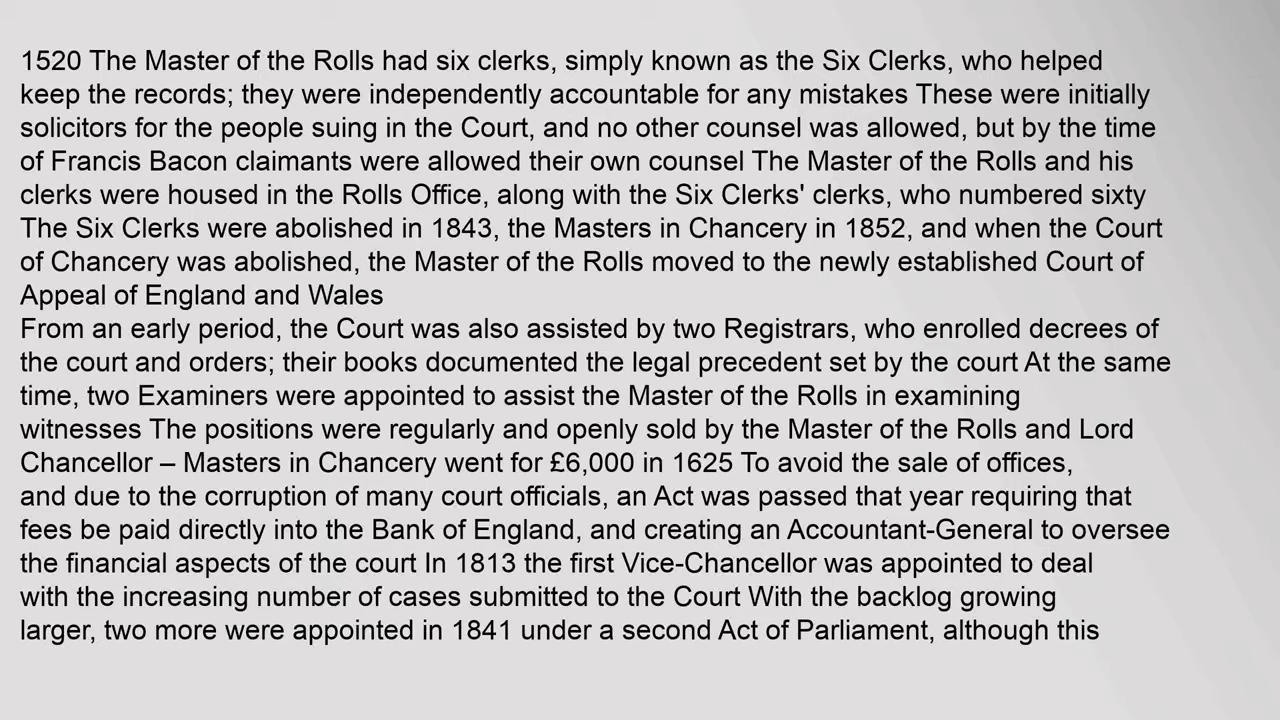 1520 The Master of the Rolls had six clerks, simply known as the Six Clerks, who helped
keep the records; they were independently accountable for any mistakes These were initially
solicitors for the people suing in the Court, and no other counsel was allowed, but by the time
of Francis Bacon claimants were allowed their own counsel The Master of the Rolls and his
clerks were housed in the Rolls Office, along with the Six Clerks' clerks, who numbered sixty
The Six Clerks were abolished in 1843, the Masters in Chancery in 1852, and when the Court
of Chancery was abolished, the Master of the Rolls moved to the newly established Court of
Appeal of England and Wales
From an early period, the Court was also assisted by two Registrars, who enrolled decrees of
the court and orders; their books documented the legal precedent set by the court At the same
time, two Examiners were appointed to assist the Master of the Rolls in examining
witnesses The positions were regularly and openly sold by the Master of the Rolls and Lord
Chancellor – Masters in Chancery went for £6,000 in 1625 To avoid the sale of offices,
and due to the corruption of many court officials, an Act was passed that year requiring that
fees be paid directly into the Bank of England, and creating an Accountant-General to oversee
the financial aspects of the court In 1813 the first Vice-Chancellor was appointed to deal
with the increasing number of cases submitted to the Court With the backlog growing
larger, two more were appointed in 1841 under a second Act of Parliament, although this